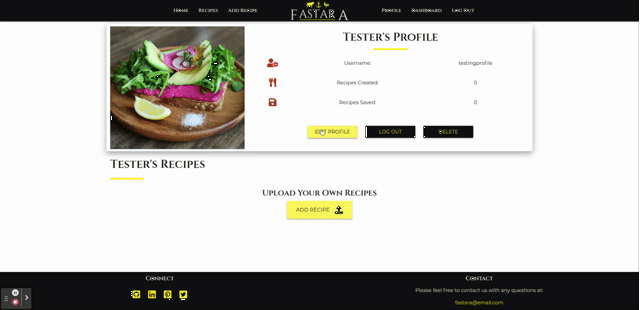 Home Recipes Add Recipe FASTARA Profile Dashboard Log Out
Tester's Profile
Username: testingprofile
Recipes Created: 0
Recipes Saved: 0
EDIT PROFILE LOG OUT DELETE
Tester's Recipes
Upload Your Own Recipes
ADD RECIPE
Connect Contact
Please feel free to contact us with any questions at:
fastara@email.com